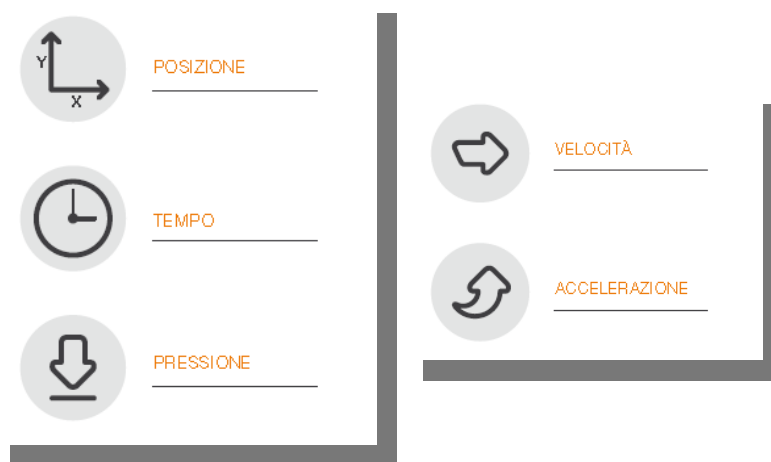 Y
X
POSIZIONE
TEMPO
PRESSIONE
VELOCITÀ
ACCELERAZIONE